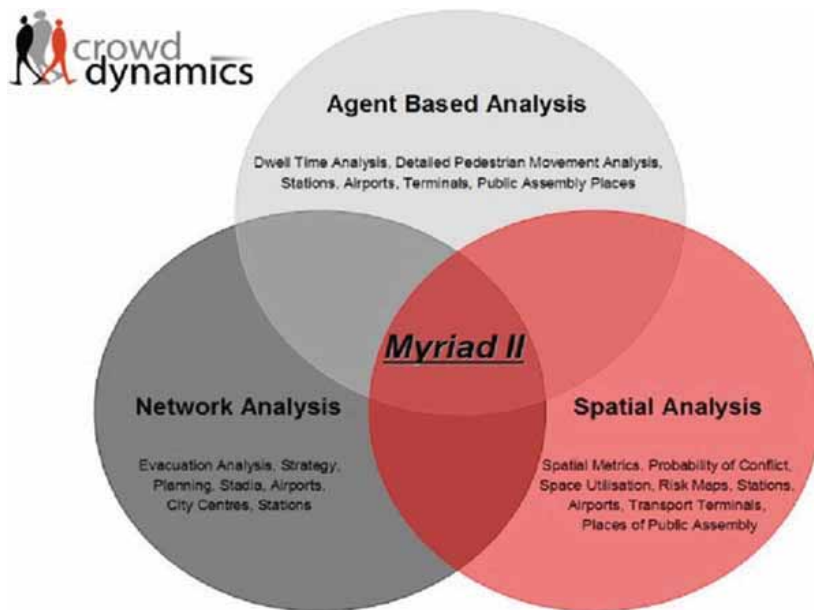 crowd
dynamics
Agent Based Analysis
Dwell Time Analysis, Detailed Pedestrian Movement Analysis,
Stations, Airports, Terminals, Public Assembly Places
Myriad II
Network Analysis
Evacuation Analysis, Strategy,
Planning, Stadia, Airports,
City Centres, Stations
Spatial Analysis
Spatial Metrics, Probability of Conflict,
Space Utilisation, Risk Maps, Stations,
Airports, Transport Terminals,
Places of Public Assembly